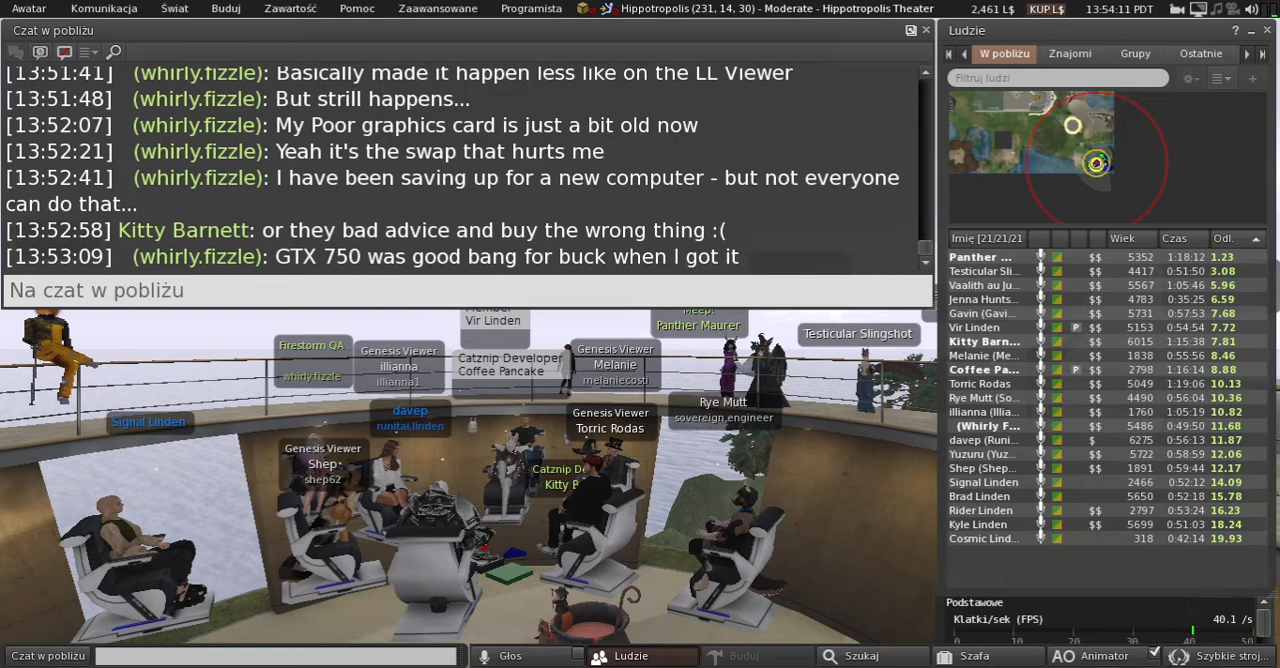 Awatar Komunikacja Świat Buduj Zawartość Pomoc Zaawansowane Programista Hippotropolis (231, 14, 30) - Moderate - Hippotropolis Theater 2,461 L$ KUP L$ 13:54:11 PDT
Czat w pobliżu
[13:51:41] (whirly.fizzle): Basically made it happen less like on the LL Viewer
[13:51:48] (whirly.fizzle): But strill happens...
[13:52:07] (whirly.fizzle): My Poor graphics card is just a bit old now
[13:52:21] (whirly.fizzle): Yeah it's the swap that hurts me
[13:52:41] (whirly.fizzle): I have been saving up for a new computer - but not everyone
can do that...
[13:52:58] Kitty Barnett: or they bad advice and buy the wrong thing :(
[13:53:09] (whirly.fizzle): GTX 750 was good bang for buck when I got it
Na czat w pobliżu
Member
Vir Linden
Meep!
Panther Maurer
Testicular Slingshot
Firestorm QA
whirly.fizzle
Genesis Viewer
illianna
illianna1
Catznip Developer
Coffee Pancake
Genesis Viewer
Melanie
melaniecosti
Signal Linden
davep
runitai.linden
Genesis Viewer
Torric Rodas
Rye Mutt
sovereign.engineer
Genesis Viewer
Shep
shep62
Catznip De
Kitty B
Ludzie
W pobliżu Znajomi Grupy Ostatnie
Filtruj ludzi
Imię [21/21/21 Wiek Czas Odl.
Panther ... $$ 5352 1:18:12 1.23
Testicular Sli... $$ 4417 0:51:50 3.08
Vaalith au Ju... $$ 5627 1:05:46 5.96
Jenna Hunts... $$ 4783 0:35:25 6.59
Gavin (Gavi... $$ 5731 0:57:53 7.68
Vir Linden P $$ 5153 0:54:54 7.72
Kitty Barn... $$ 6015 1:15:38 7.81
Melanie (Me... $$ 1838 0:55:56 8.46
Coffee Pa... P $$ 2798 1:16:14 8.88
Torric Rodas $$ 5049 1:19:06 10.13
Rye Mutt (So... $$ 4490 0:56:04 10.36
illianna (Illia... $$ 1760 1:05:19 10.82
(Whirly F... $$ 5486 0:49:50 11.68
davep (Runi... $ 6275 0:56:13 11.87
Yuzuru (Yuz... $$ 5722 0:58:59 12.06
Shep (Shep... $$ 1891 0:59:44 12.17
Signal Linden 2466 0:52:12 14.09
Brad Linden 5650 0:52:18 15.78
Rider Linden $$ 2797 0:53:24 16.23
Kyle Linden $$ 5699 0:51:03 18.24
Cosmic Lind... 318 0:42:14 19.93
Podstawowe
Klatki/sek (FPS) 40.1 /s
0 10 20 30 40 50
Czat w pobliżu Głos Ludzie Buduj Szukaj Szafa AO Animator Szybkie stroj...